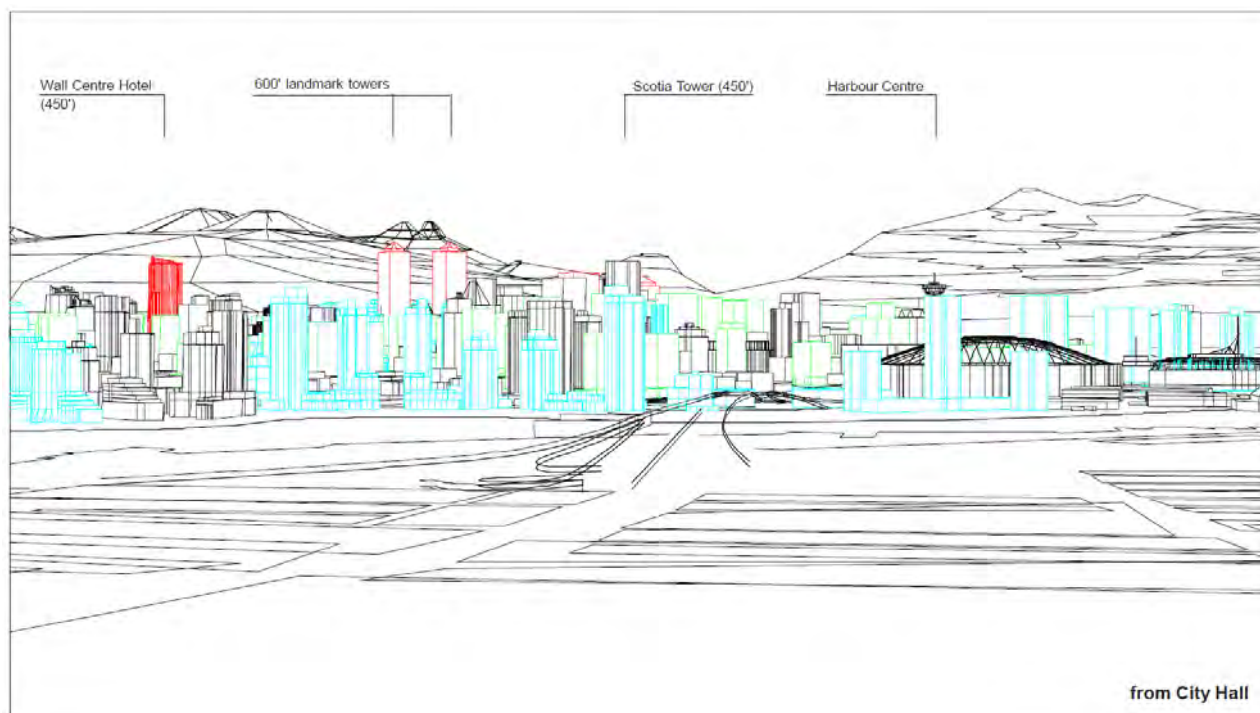 Wall Centre Hotel
(450')
600' landmark towers
Scotia Tower (450')
Harbour Centre
from City Hall